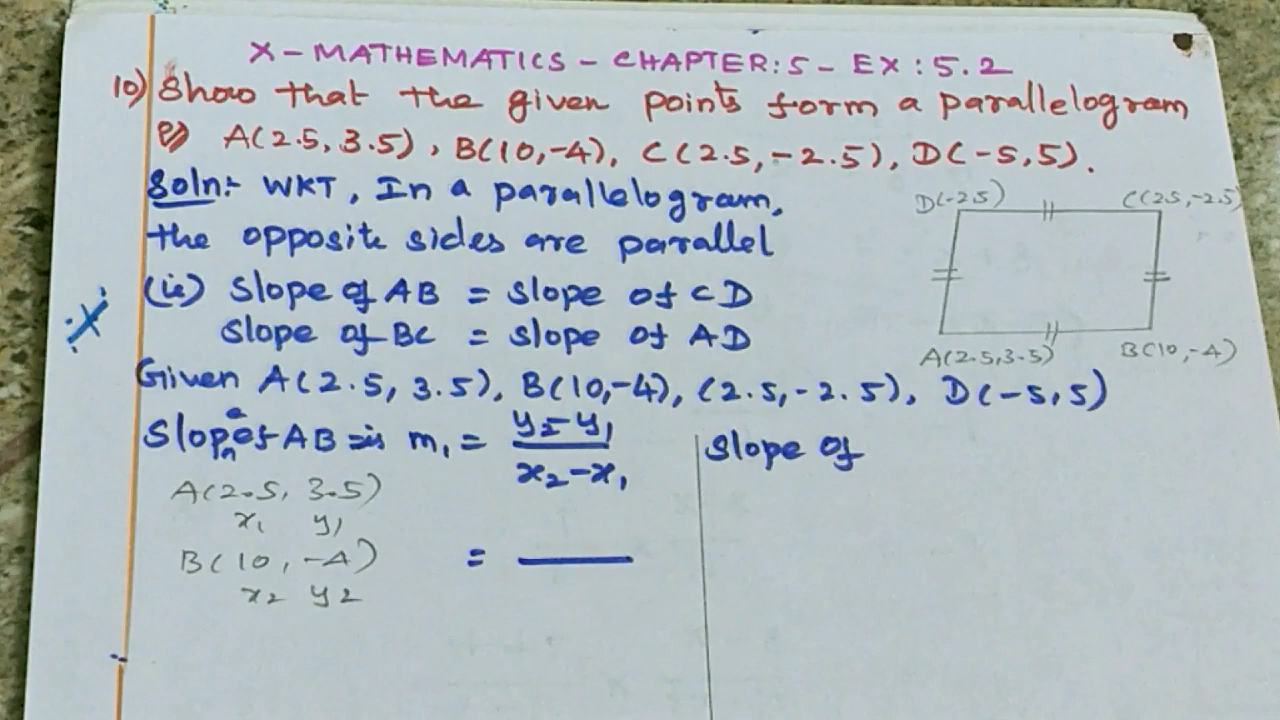 X - MATHEMATICS - CHAPTER: 5 - EX: 5.2
10) Show that the given points form a parallelogram
A(2.5, 3.5), B(10,-4), C(2.5,-2.5), D(-5,5).
Soln:- WKT, In a parallelogram,
the opposite sides are parallel
(ie) Slope of AB = Slope of CD
Slope of BC = Slope of AD
D(-2 5) C(2.5,-2.5)
A(2.5,3.5) B(10,-4)
Given A(2.5, 3.5), B(10,-4), (2.5,-2.5), D(-5,5)
Slope of AB is m₁ = y₂-y₁ / x₂-x₁
A(2.5, 3.5)
x₁ y₁
B(10, -4) =
x₂ y₂
Slope of